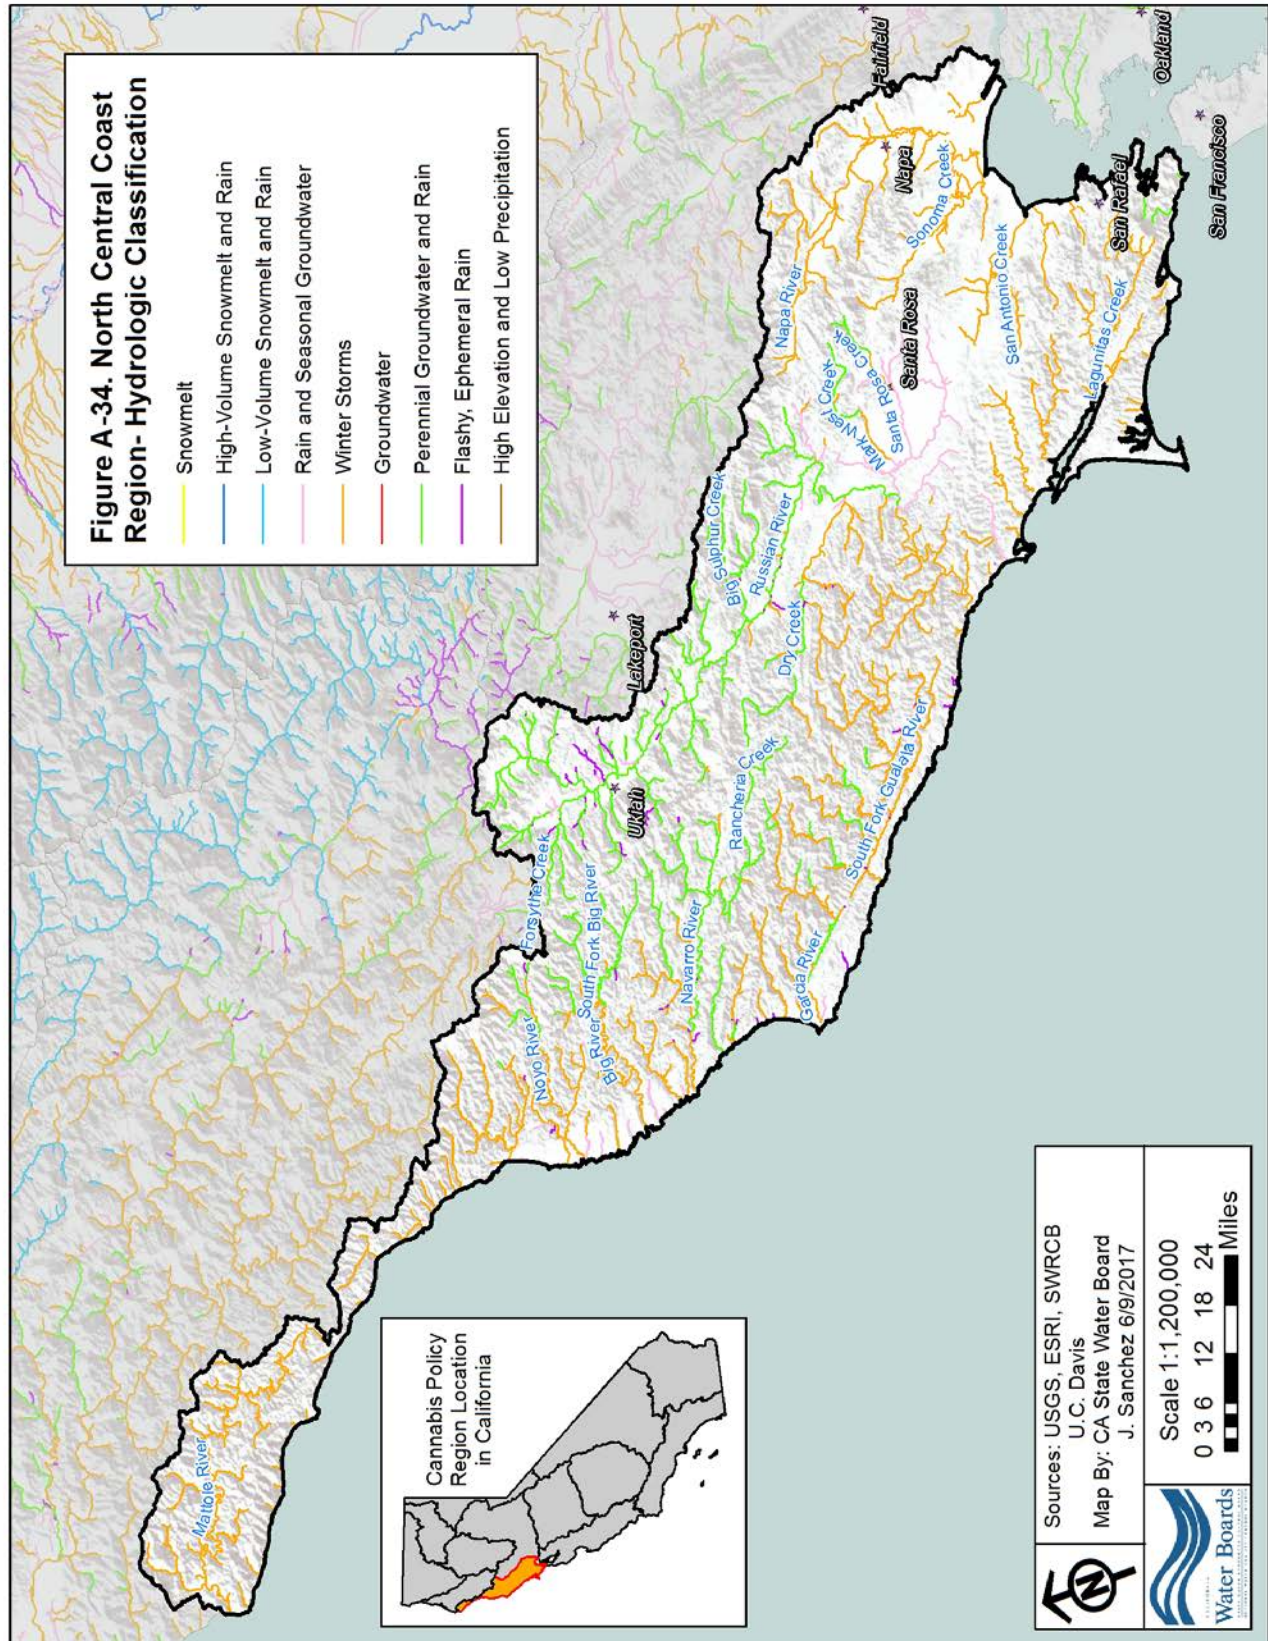 Figure A-34. North Central Coast
Region- Hydrologic Classification
Snowmelt
High-Volume Snowmelt and Rain
Low-Volume Snowmelt and Rain
Rain and Seasonal Groundwater
Winter Storms
Groundwater
Perennial Groundwater and Rain
Flashy, Ephemeral Rain
High Elevation and Low Precipitation
Mattole River
Noyo River
Big River
South Fork Big River
Forsythe Creek
Ukiah
Lakeport
Navarro River
Rancheria Creek
Garcia River
South Fork Gualala River
Dry Creek
Big Sulphur Creek
Russian River
Mark West Creek
Santa Rosa Creek
Santa Rosa
Napa River
Napa
Sonoma Creek
San Antonio Creek
Lagunitas Creek
San Rafael
San Francisco
Oakland
Fairfield
Cannabis Policy
Region Location
in California
N
Sources: USGS, ESRI, SWRCB
U.C. Davis
Map By: CA State Water Board
J. Sanchez 6/9/2017
Scale 1:1,200,000
0 3 6 12 18 24
Miles
Water Boards